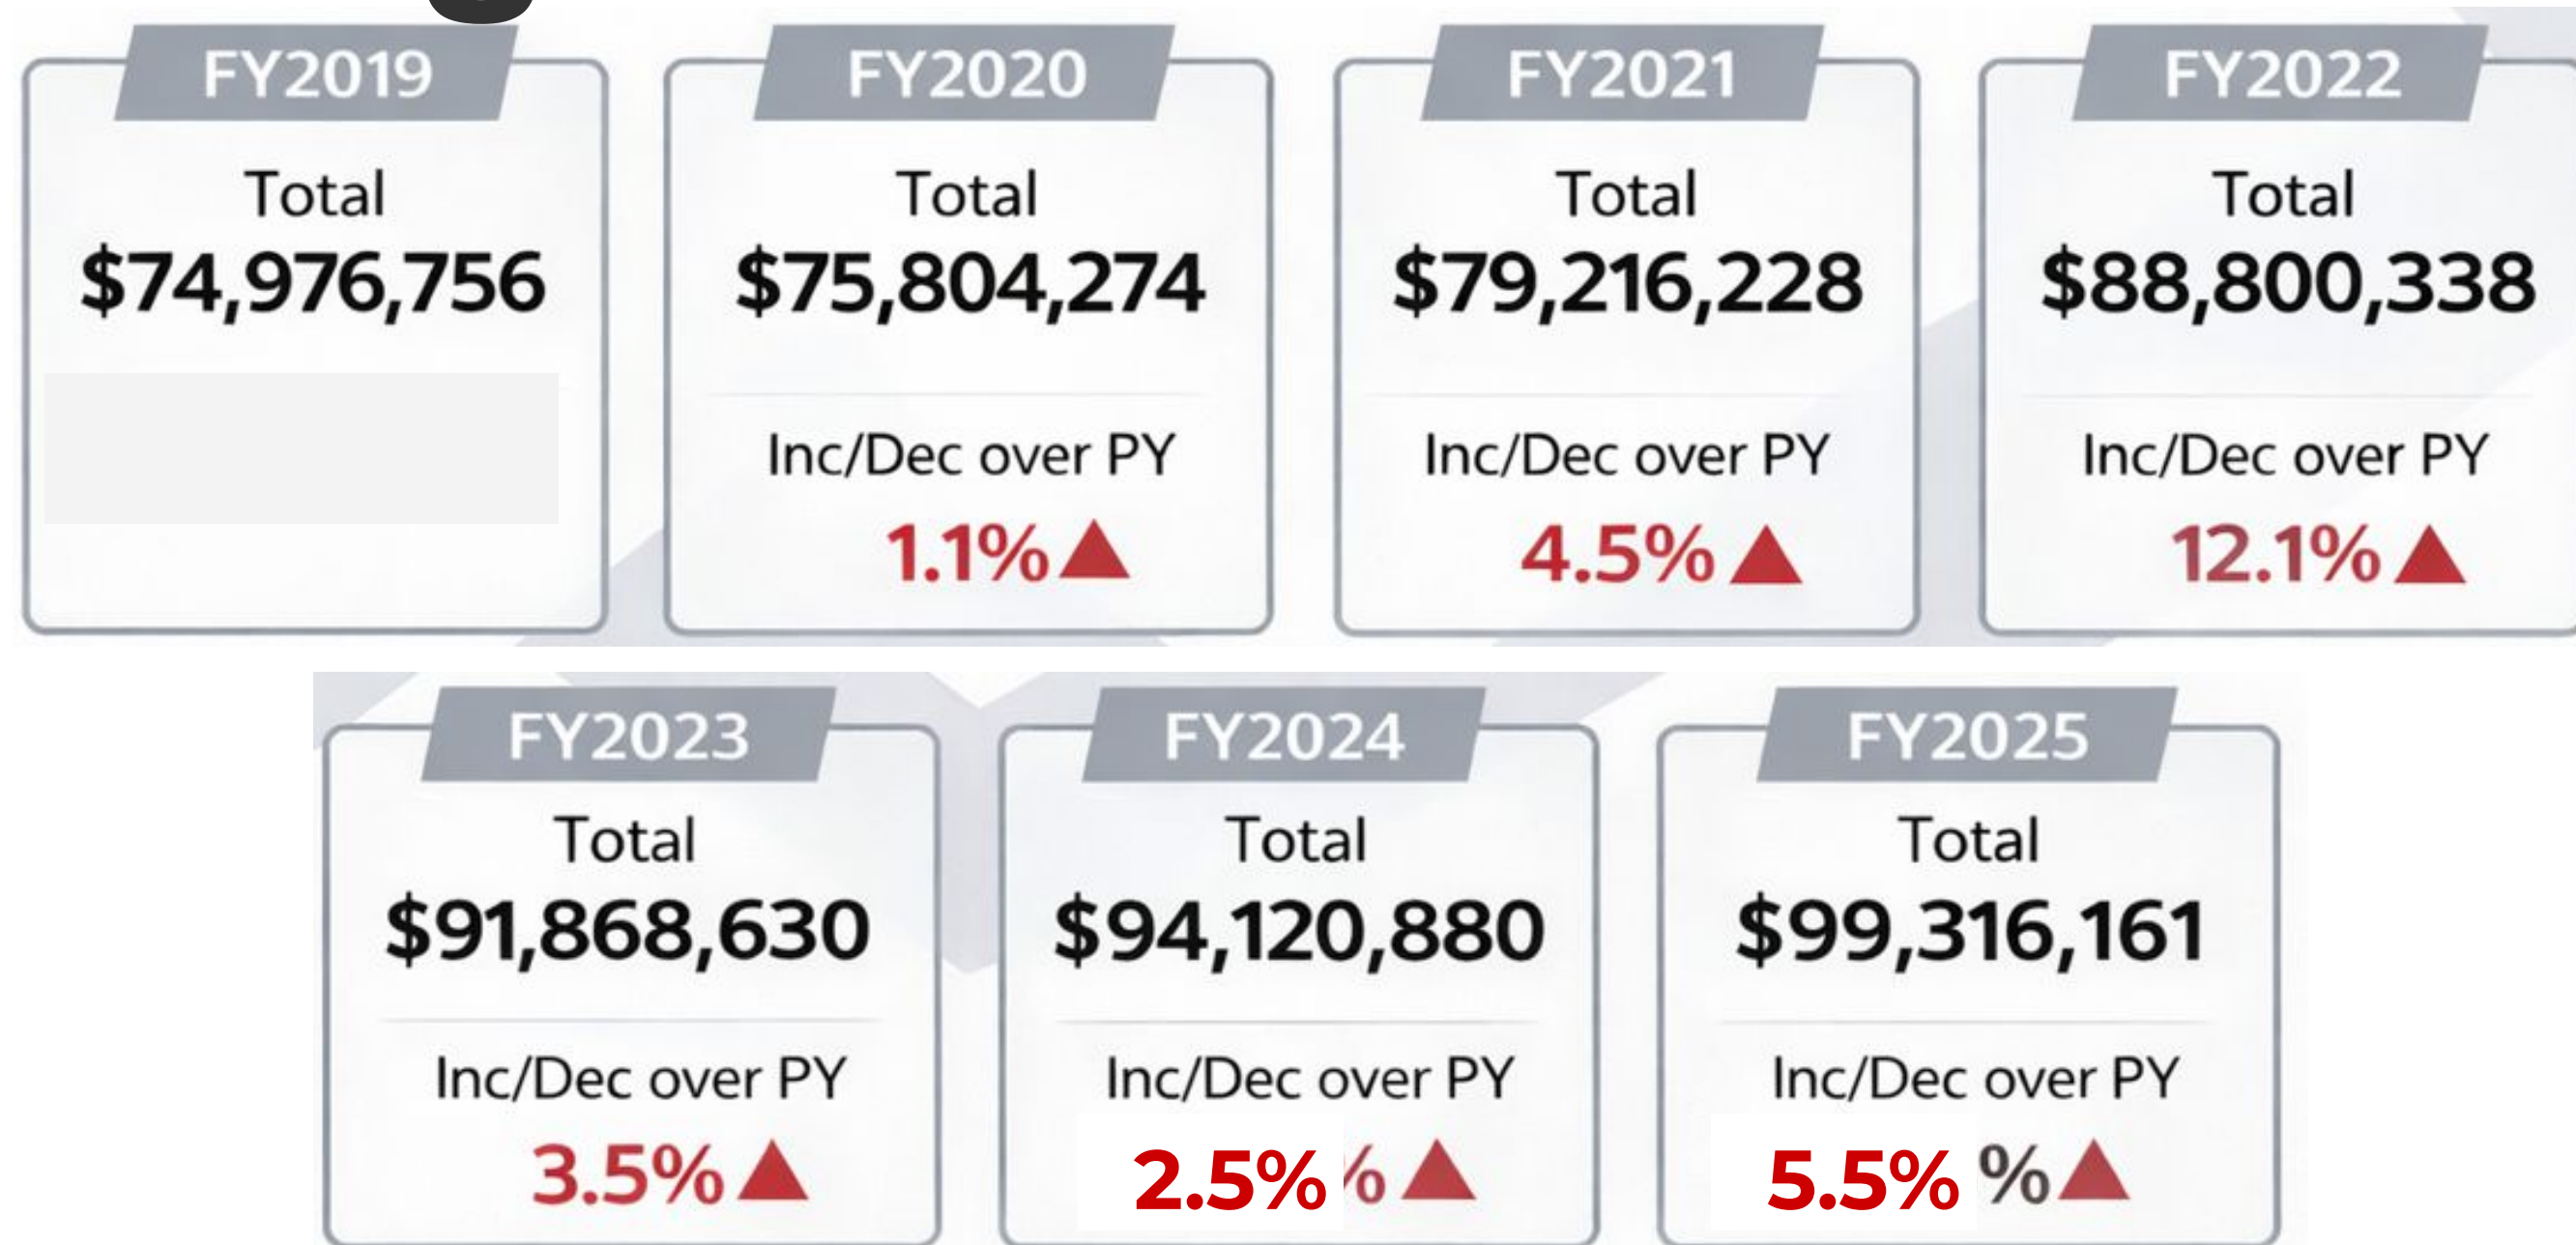 FY2019
Total
$74,976,756
FY2020
Total
$75,804,274
Inc/Dec over PY
1.1%
FY2021
Total
$79,216,228
Inc/Dec over PY
4.5%
FY2022
Total
$88,800,338
Inc/Dec over PY
12.1%
FY2023
Total
$91,868,630
Inc/Dec over PY
3.5%
FY2024
Total
$94,120,880
Inc/Dec over PY
2.5% %
FY2025
Total
$99,316,161
Inc/Dec over PY
5.5% %